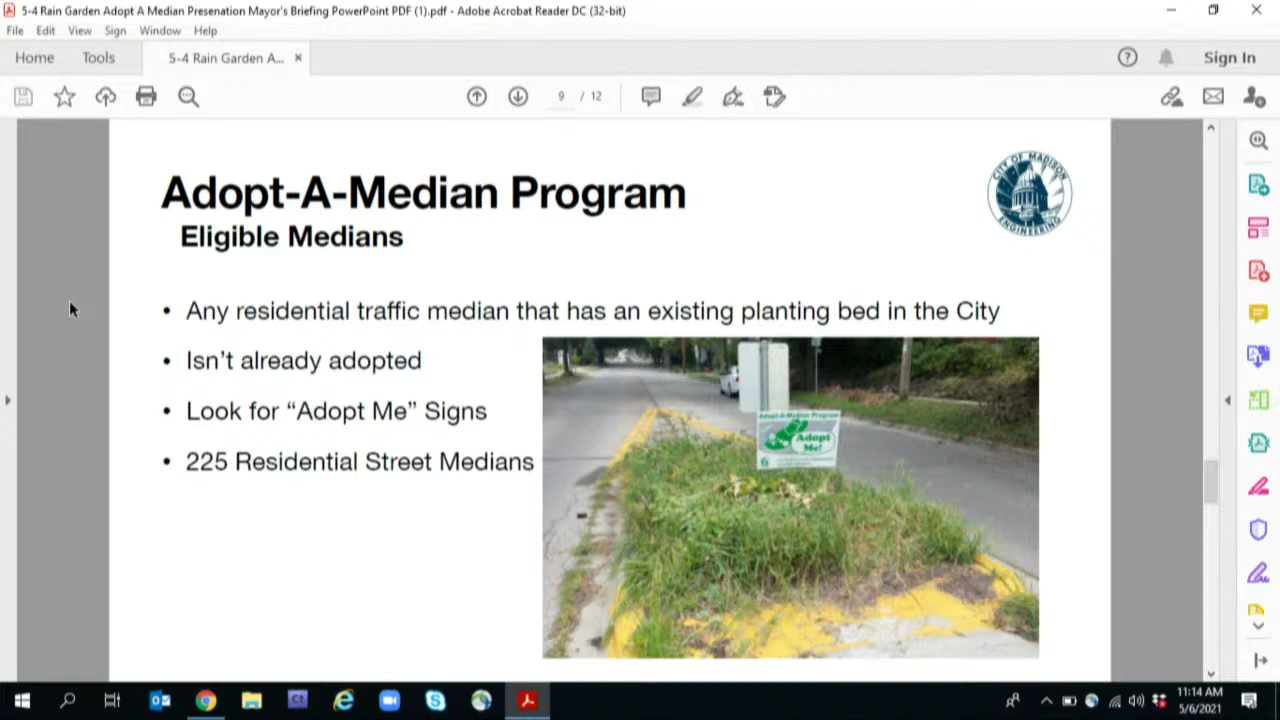 5-4 Rain Garden Adopt A Median Presenation Mayor's Briefing PowerPoint PDF (1).pdf - Adobe Acrobat Reader DC (32-bit)
File Edit View Sign Window Help
Home Tools 5-4 Rain Garden A... × Sign In
9 / 12
Adopt-A-Median Program
CITY OF MADISON
ENGINEERING
Eligible Medians
• Any residential traffic median that has an existing planting bed in the City
• Isn't already adopted
• Look for “Adopt Me” Signs
• 225 Residential Street Medians
Adopt-A-Median Program
Adopt
Me!
11:14 AM
5/6/2021